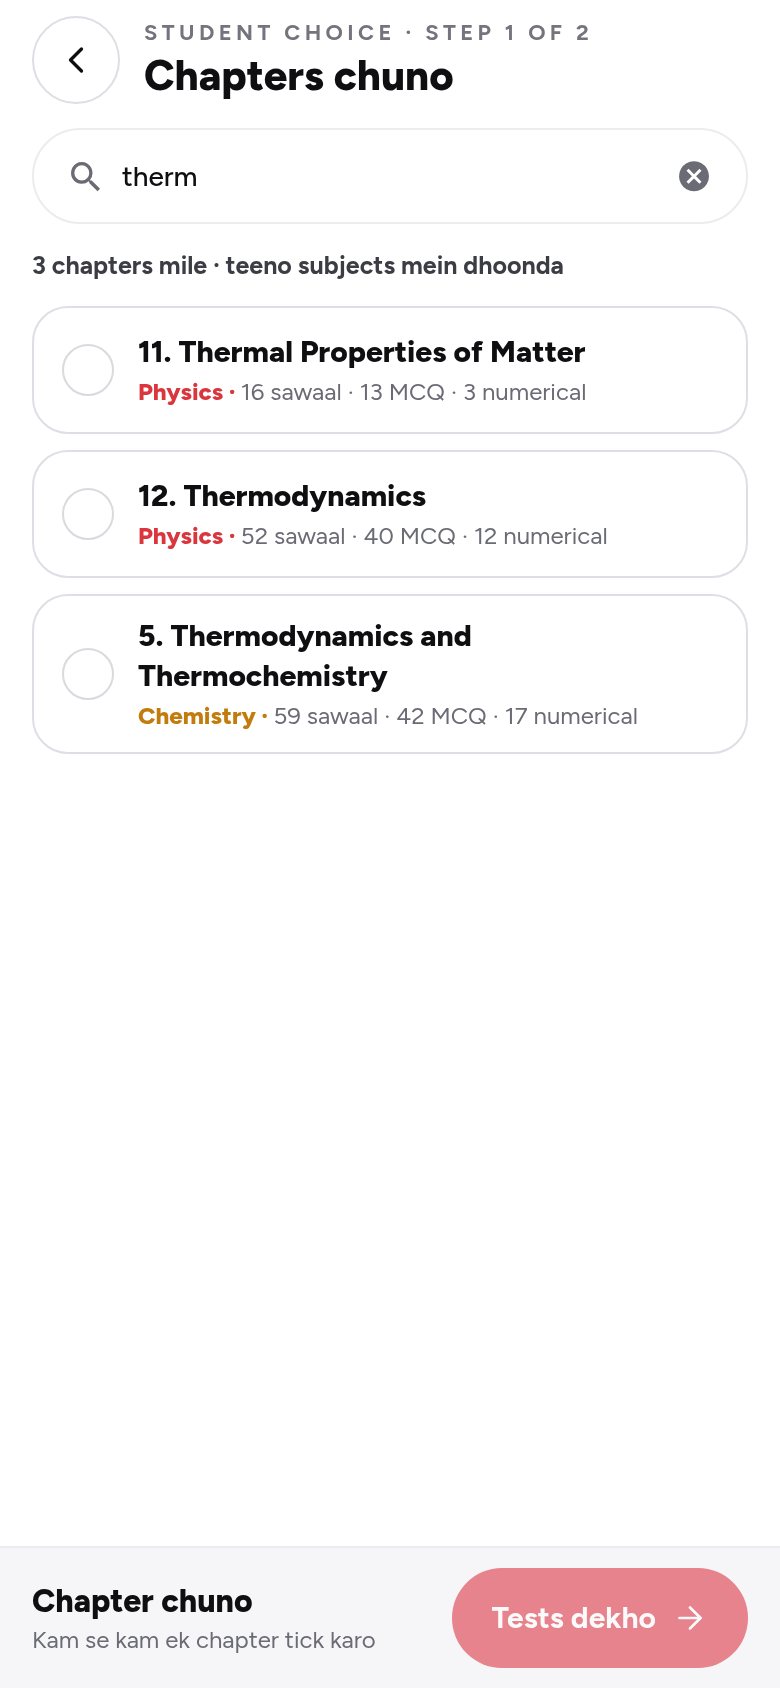 STUDENT CHOICE · STEP 1 OF 2
Chapters chuno
therm
3 chapters mile · teeno subjects mein dhoonda
11. Thermal Properties of Matter
Physics · 16 sawaal · 13 MCQ · 3 numerical
12. Thermodynamics
Physics · 52 sawaal · 40 MCQ · 12 numerical
5. Thermodynamics and
Thermochemistry
Chemistry · 59 sawaal · 42 MCQ · 17 numerical
Chapter chuno
Kam se kam ek chapter tick karo
Tests dekho